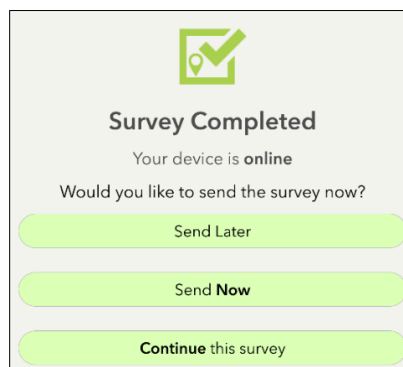 Survey Completed
Your device is online
Would you like to send the survey now?
Send Later
Send Now
Continue this survey